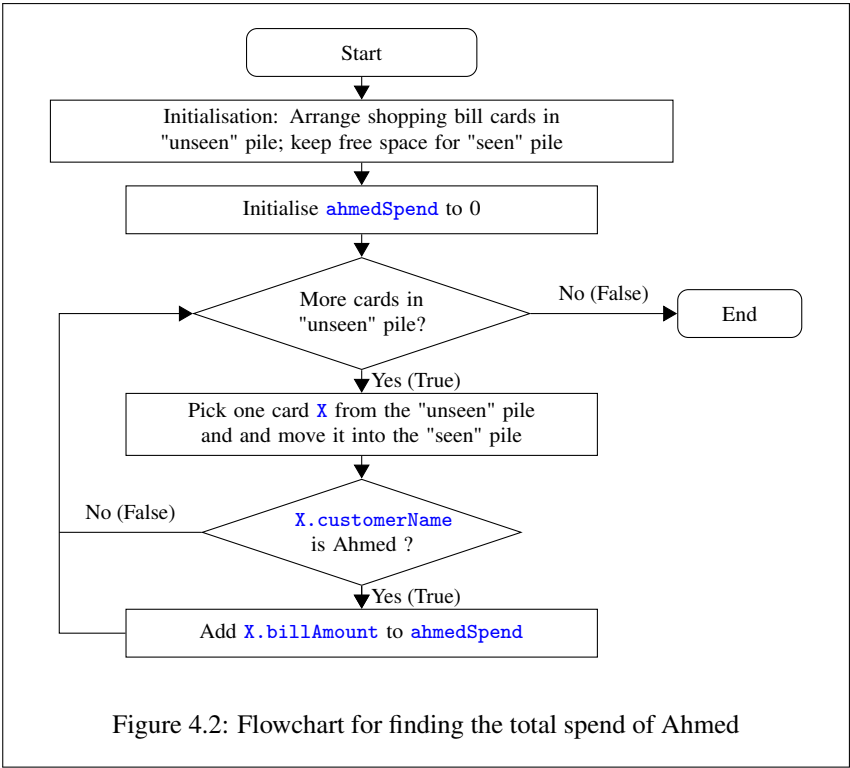 Start
Initialisation: Arrange shopping bill cards in
"unseen" pile; keep free space for "seen" pile
Initialise ahmedSpend to 0
More cards in
"unseen" pile?
No (False)
End
Yes (True)
Pick one card X from the "unseen" pile
and and move it into the "seen" pile
No (False)
X.customerName
is Ahmed ?
Yes (True)
Add X.billAmount to ahmedSpend
Figure 4.2: Flowchart for finding the total spend of Ahmed